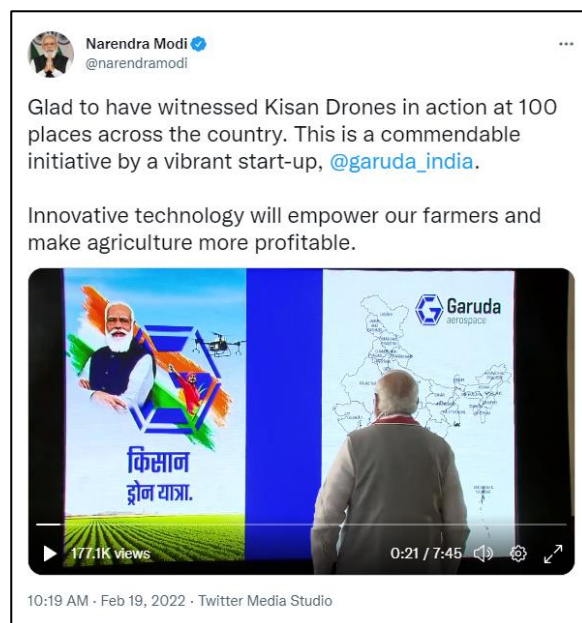 Narendra Modi
@narendramodi
Glad to have witnessed Kisan Drones in action at 100
places across the country. This is a commendable
initiative by a vibrant start-up, @garuda_india.
Innovative technology will empower our farmers and
make agriculture more profitable.
Garuda
aerospace
किसान
ड्रोन यात्रा.
177.1K views
0:21 / 7:45
10:19 AM · Feb 19, 2022 · Twitter Media Studio